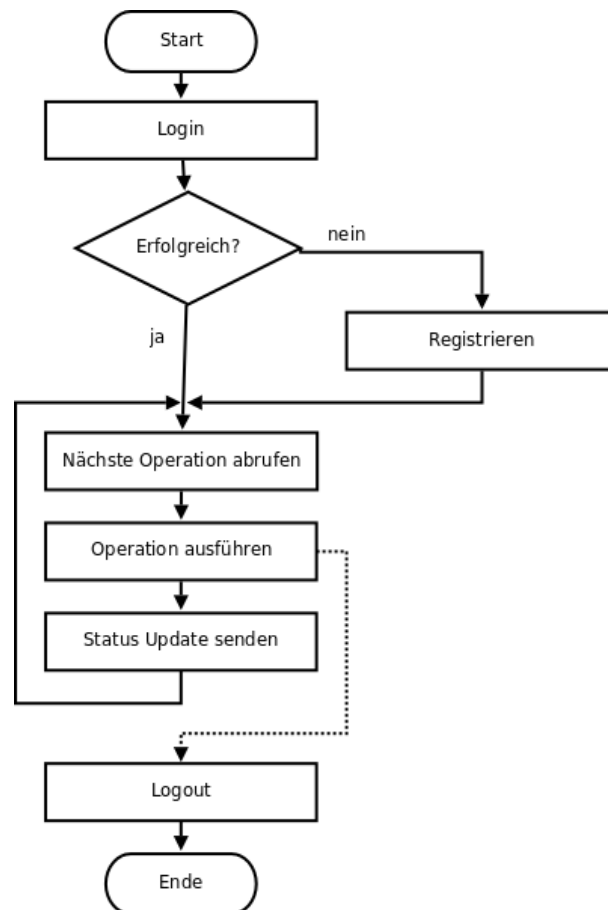 Start
Login
Erfolgreich?
nein
ja
Registrieren
Nächste Operation abrufen
Operation ausführen
Status Update senden
Logout
Ende